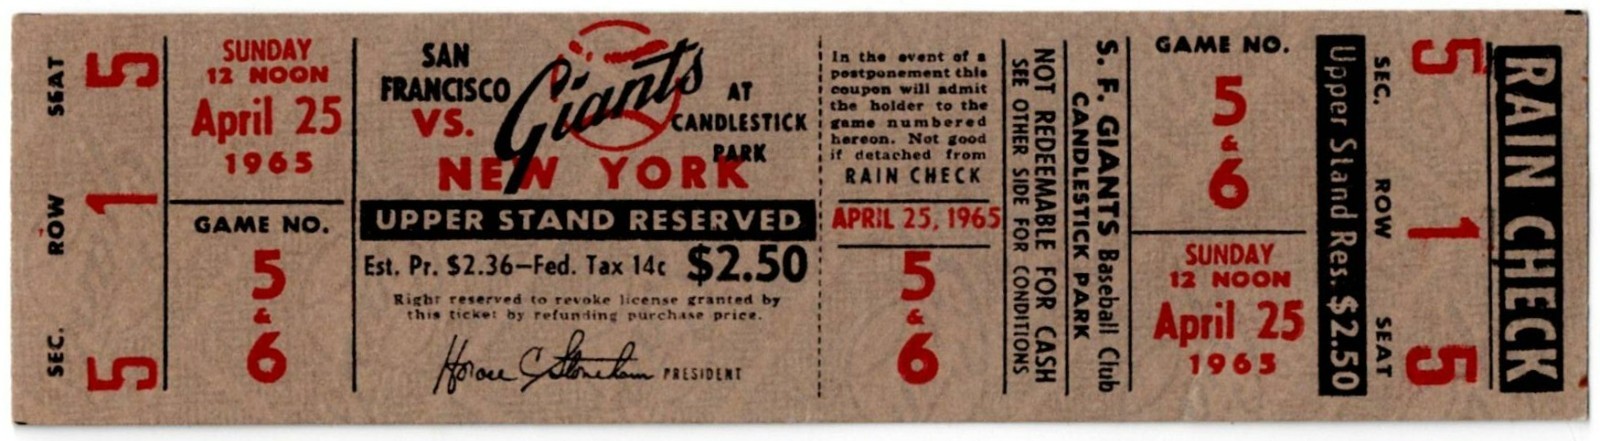 SEAT 5
ROW 1
SEC. 5
SUNDAY
12 NOON
April 25
1965
GAME NO.
5
&
6
SAN
FRANCISCO
Giants
VS.
NEW YORK
AT
CANDLESTICK
PARK
UPPER STAND RESERVED
Est. Pr. $2.36—Fed. Tax 14c $2.50
Right reserved to revoke license granted by
this ticket by refunding purchase price.
Horace C Stoneham PRESIDENT
In the event of a
postponement this
coupon will admit
the holder to the
game numbered
hereon. Not good
if detached from
RAIN CHECK
APRIL 25, 1965
5
&
6
NOT REDEEMABLE FOR CASH
SEE OTHER SIDE FOR CONDITIONS
S. F. GIANTS Baseball Club
CANDLESTICK PARK
GAME NO.
5
&
6
SUNDAY
12 NOON
April 25
1965
Upper Stand Res. $2.50
SEC. 5
ROW 1
SEAT 5
RAIN CHECK